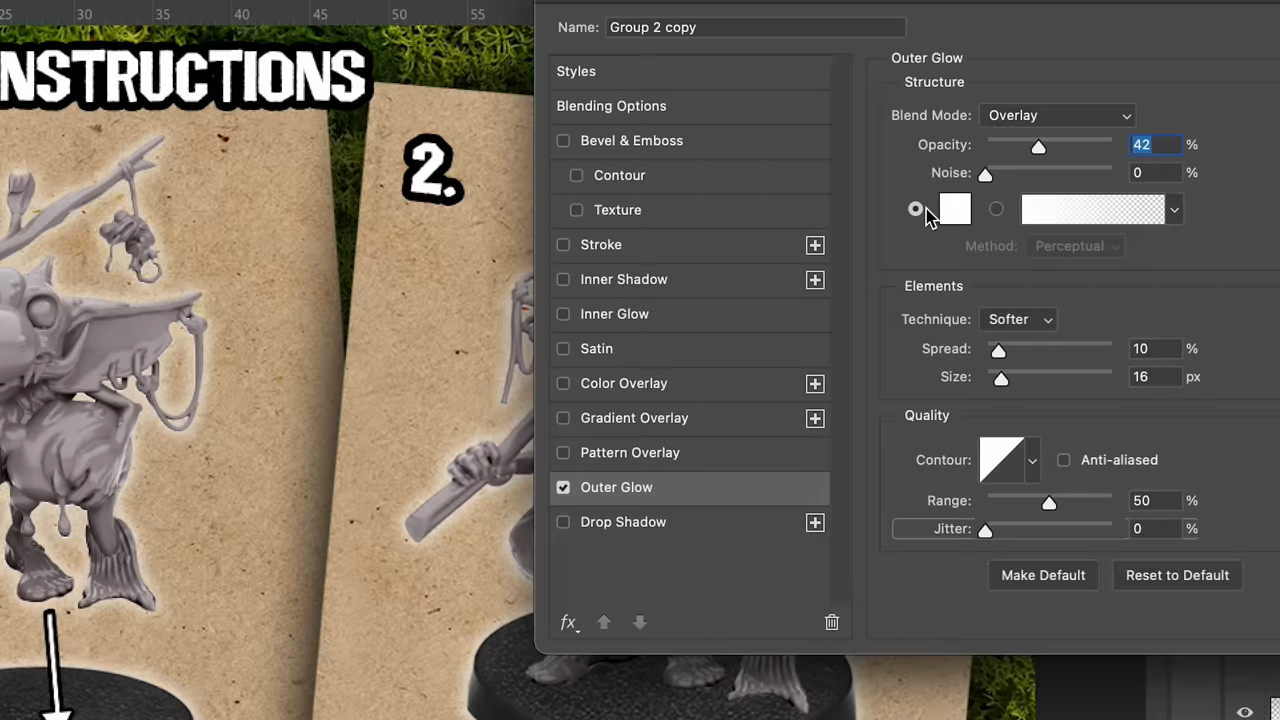 25 30 35 40 45 50 55
NSTRUCTIONS
2.
Name: Group 2 copy
Styles
Blending Options
Bevel & Emboss
Contour
Texture
Stroke
Inner Shadow
Inner Glow
Satin
Color Overlay
Gradient Overlay
Pattern Overlay
Outer Glow
Drop Shadow
fx
Outer Glow
Structure
Blend Mode: Overlay
Opacity: 42 %
Noise: 0 %
Method: Perceptual
Elements
Technique: Softer
Spread: 10 %
Size: 16 px
Quality
Contour: Anti-aliased
Range: 50 %
Jitter: 0 %
Make Default Reset to Default